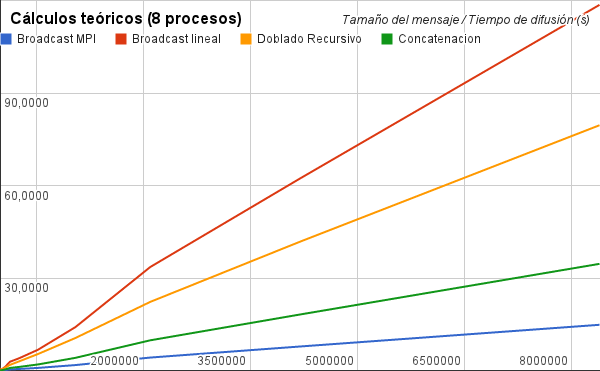 Cálculos teóricos (8 procesos)
Tamaño del mensaje / Tiempo de difusión (s)
Broadcast MPI
Broadcast lineal
Doblado Recursivo
Concatenacion
90,0000
60,0000
30,0000
2000000
3500000
5000000
6500000
8000000